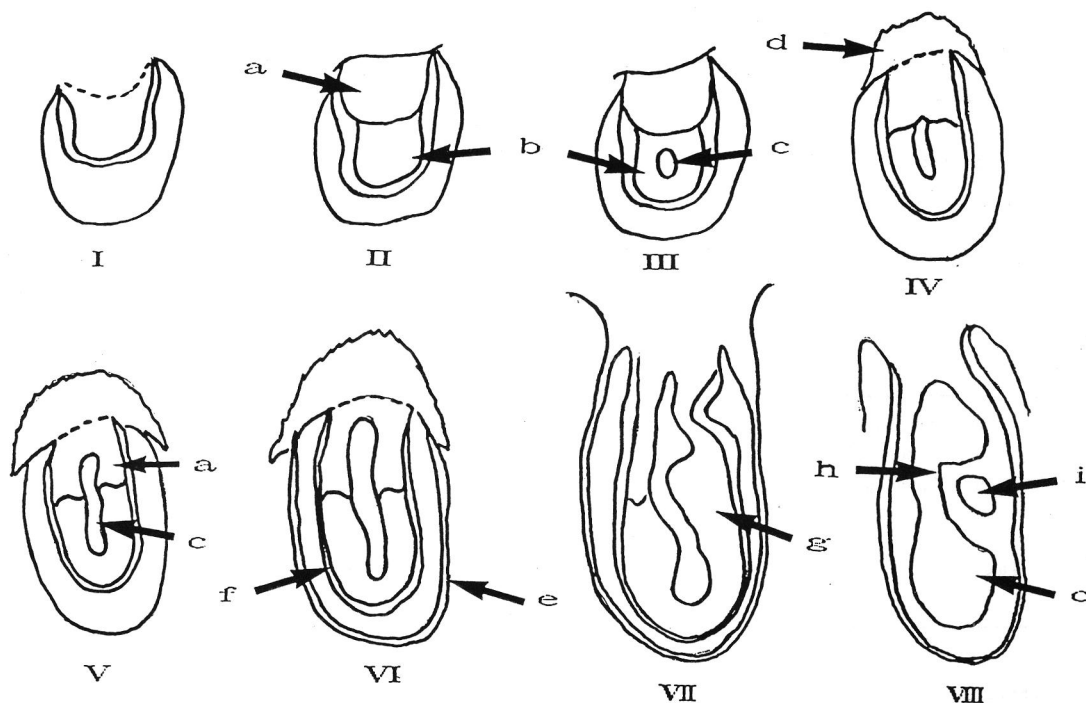 d
a
b c
I II III IV
a h i
c g
f e c
V VI VII VIII